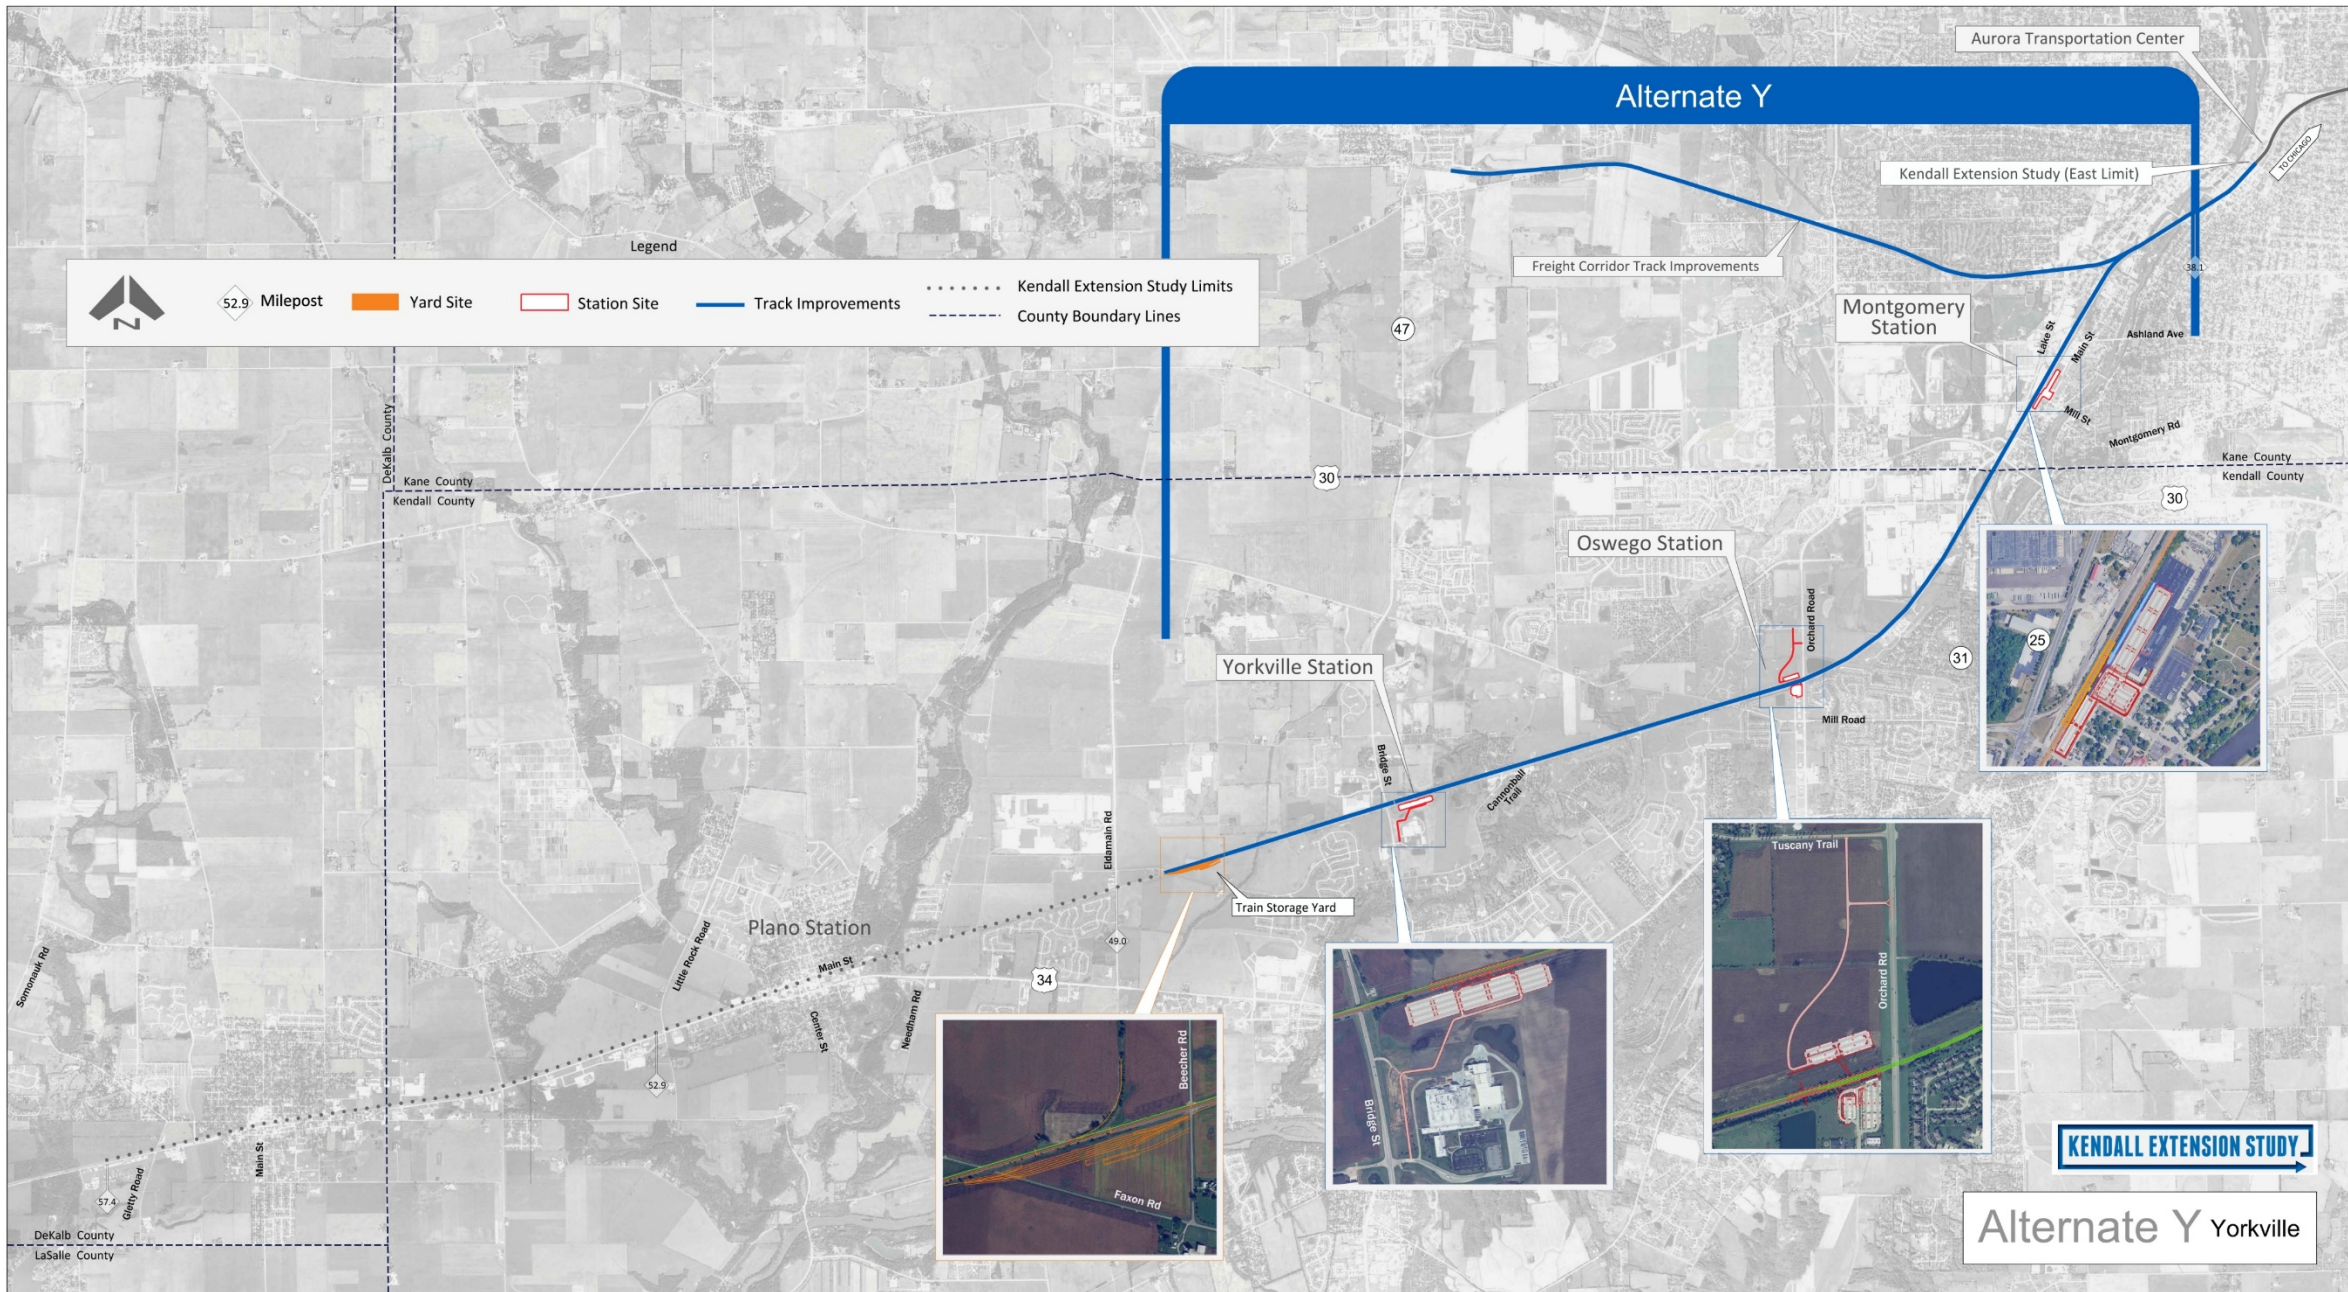 Aurora Transportation Center
Alternate Y
TO CHICAGO
Kendall Extension Study (East Limit)
Freight Corridor Track Improvements
38.1
Legend
N
52.9
Milepost
Yard Site
Station Site
Track Improvements
Kendall Extension Study Limits
County Boundary Lines
47
Montgomery
Station
Lake St
Main St
Ashland Ave
Mill St
Montgomery Rd
DeKalb County
Kane County
Kendall County
30
Kane County
Kendall County
30
Oswego Station
Orchard Road
25
31
Yorkville Station
Mill Road
Bridge St
Cannonball
Trail
Eldamain Rd
Train Storage Yard
Plano Station
49.0
Main St
34
Little Rock Road
Somonauk Rd
Center St
Needham Rd
52.9
Tuscany Trail
Orchard Rd
Beecher Rd
Faxon Rd
Bridge St
Main St
57.4
Gletty Road
DeKalb County
LaSalle County
KENDALL EXTENSION STUDY
Alternate Y Yorkville